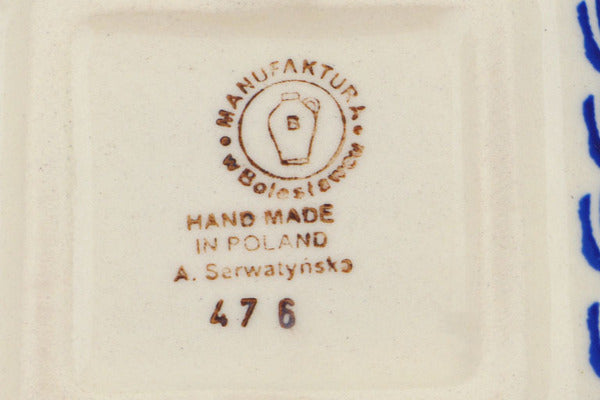 MANUFAKTURA
B
w Bolesławcu
HAND MADE
IN POLAND
A. Serwatyńska
476